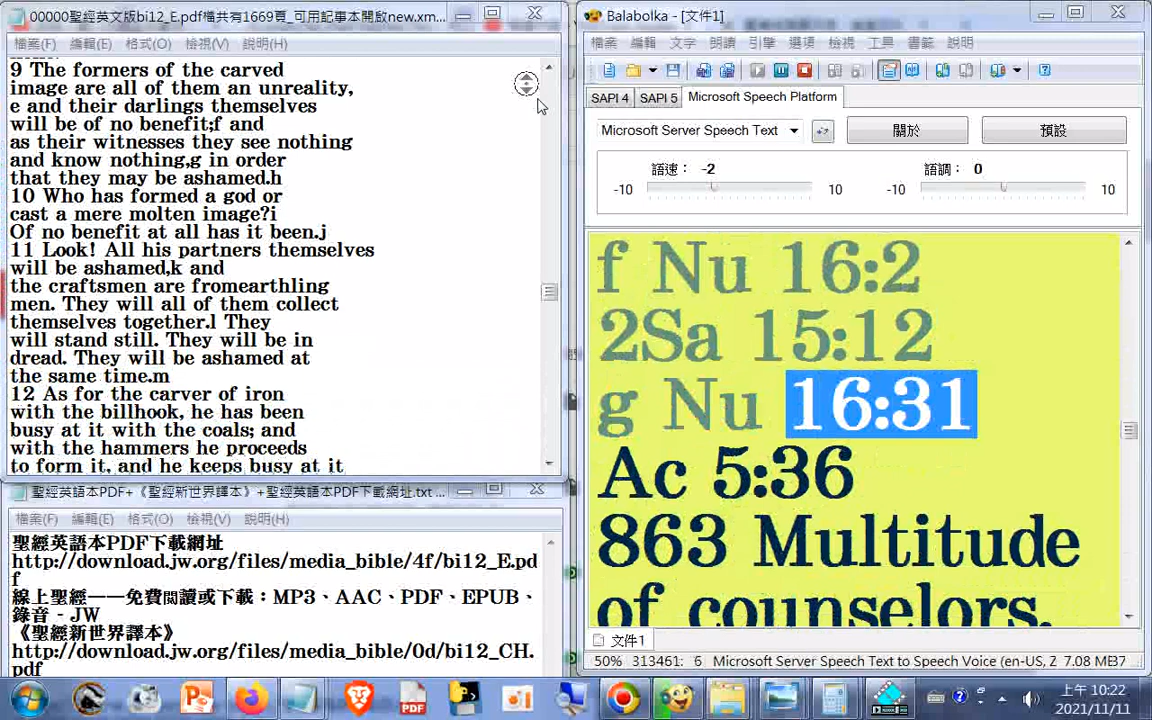 00000聖經英文版bi12_E.pdf檔共有1669頁_可用記事本開啟new.xm...
檔案(F) 編輯(E) 格式(O) 檢視(V) 說明(H)
9 The formers of the carved
image are all of them an unreality,
e and their darlings themselves
will be of no benefit;f and
as their witnesses they see nothing
and know nothing,g in order
that they may be ashamed.h
10 Who has formed a god or
cast a mere molten image?i
Of no benefit at all has it been.j
11 Look! All his partners themselves
will be ashamed,k and
the craftsmen are fromearthling
men. They will all of them collect
themselves together.l They
will stand still. They will be in
dread. They will be ashamed at
the same time.m
12 As for the carver of iron
with the billhook, he has been
busy at it with the coals; and
with the hammers he proceeds
to form it, and he keeps busy at it
聖經英語本PDF+《聖經新世界譯本》+聖經英語本PDF下載網址.txt ...
檔案(F) 編輯(E) 格式(O) 檢視(V) 說明(H)
聖經英語本PDF下載網址
http://download.jw.org/files/media_bible/4f/bi12_E.pd
f
線上聖經——免費閱讀或下載：MP3、AAC、PDF、EPUB、
錄音 - JW
《聖經新世界譯本》
http://download.jw.org/files/media_bible/0d/bi12_CH.
pdf
Balabolka - [文件1]
檔案 編輯 文字 朗讀 引擎 選項 檢視 工具 書籤 說明
SAPI 4 SAPI 5 Microsoft Speech Platform
Microsoft Server Speech Text 關於 預設
語速： -2 語調： 0
-10 10 -10 10
f Nu 16:2
2Sa 15:12
g Nu 16:31
Ac 5:36
863 Multitude
of counselors.
文件1
50% 313461: 6 Microsoft Server Speech Text to Speech Voice (en-US, Z 7.08 MB37
上午 10:22
2021/11/11